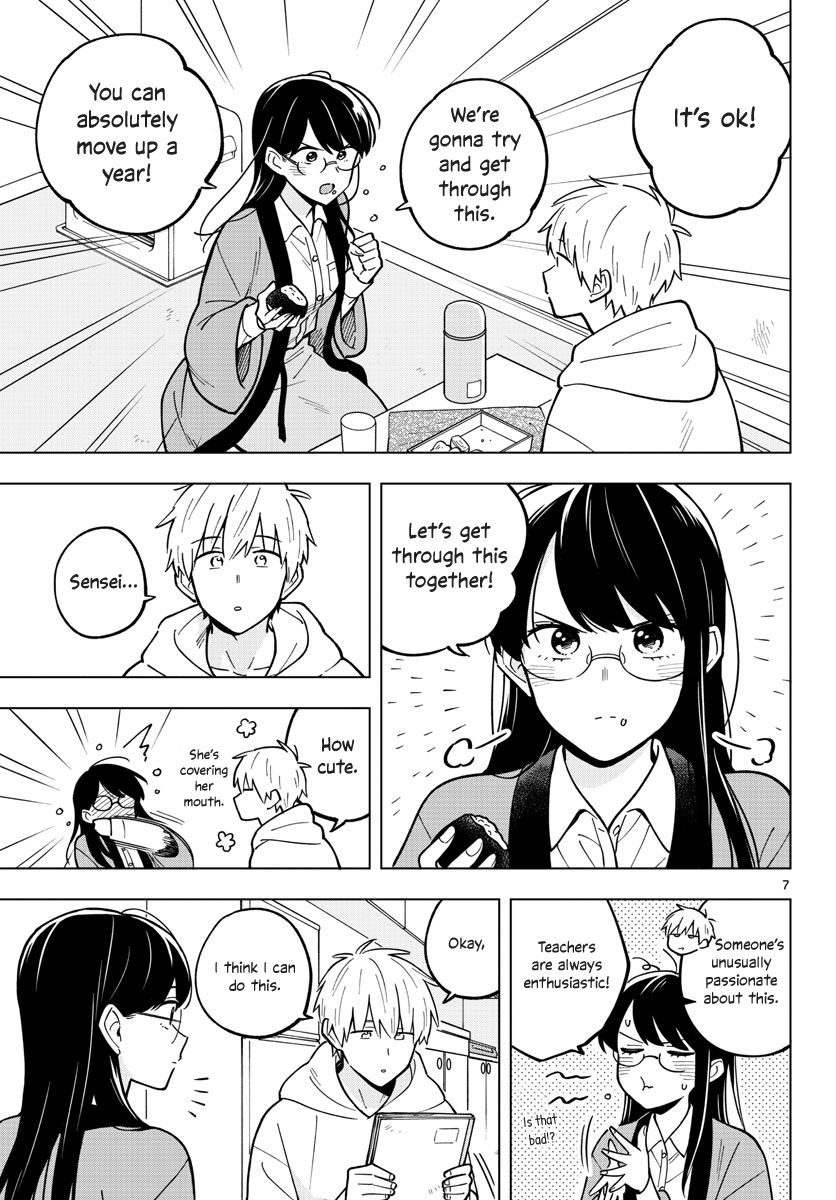 It's ok!
We're
gonna try
and get
through
this.
You can
absolutely
move up a
year!
Let's get
through this
together!
Sensei...
How
cute.
She's
covering
her
mouth.
7
Someone's
unusually
passionate
about this.
Teachers
are always
enthusiastic!
Is that
bad!?
Okay,
I think I can
do this.